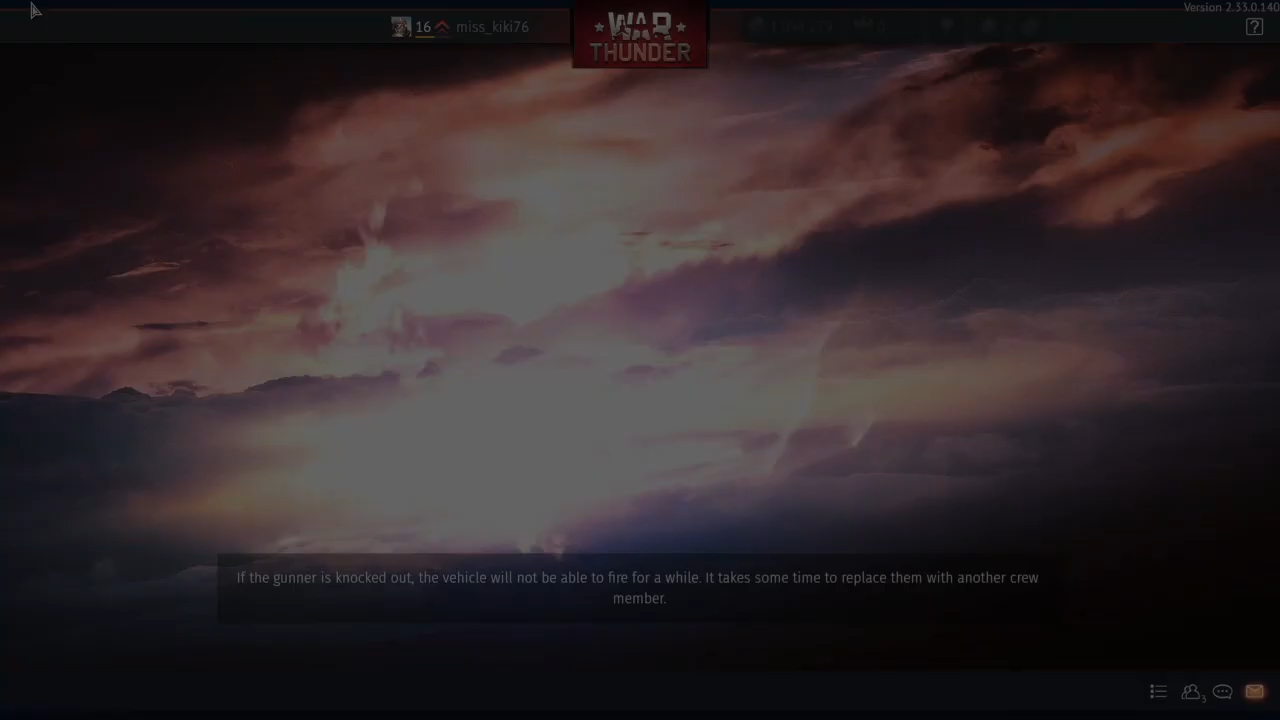 Version 2.33.0.140
16 miss_kiki76
WAR
THUNDER
If the gunner is knocked out, the vehicle will not be able to fire for a while. It takes some time to replace them with another crew
member.
3